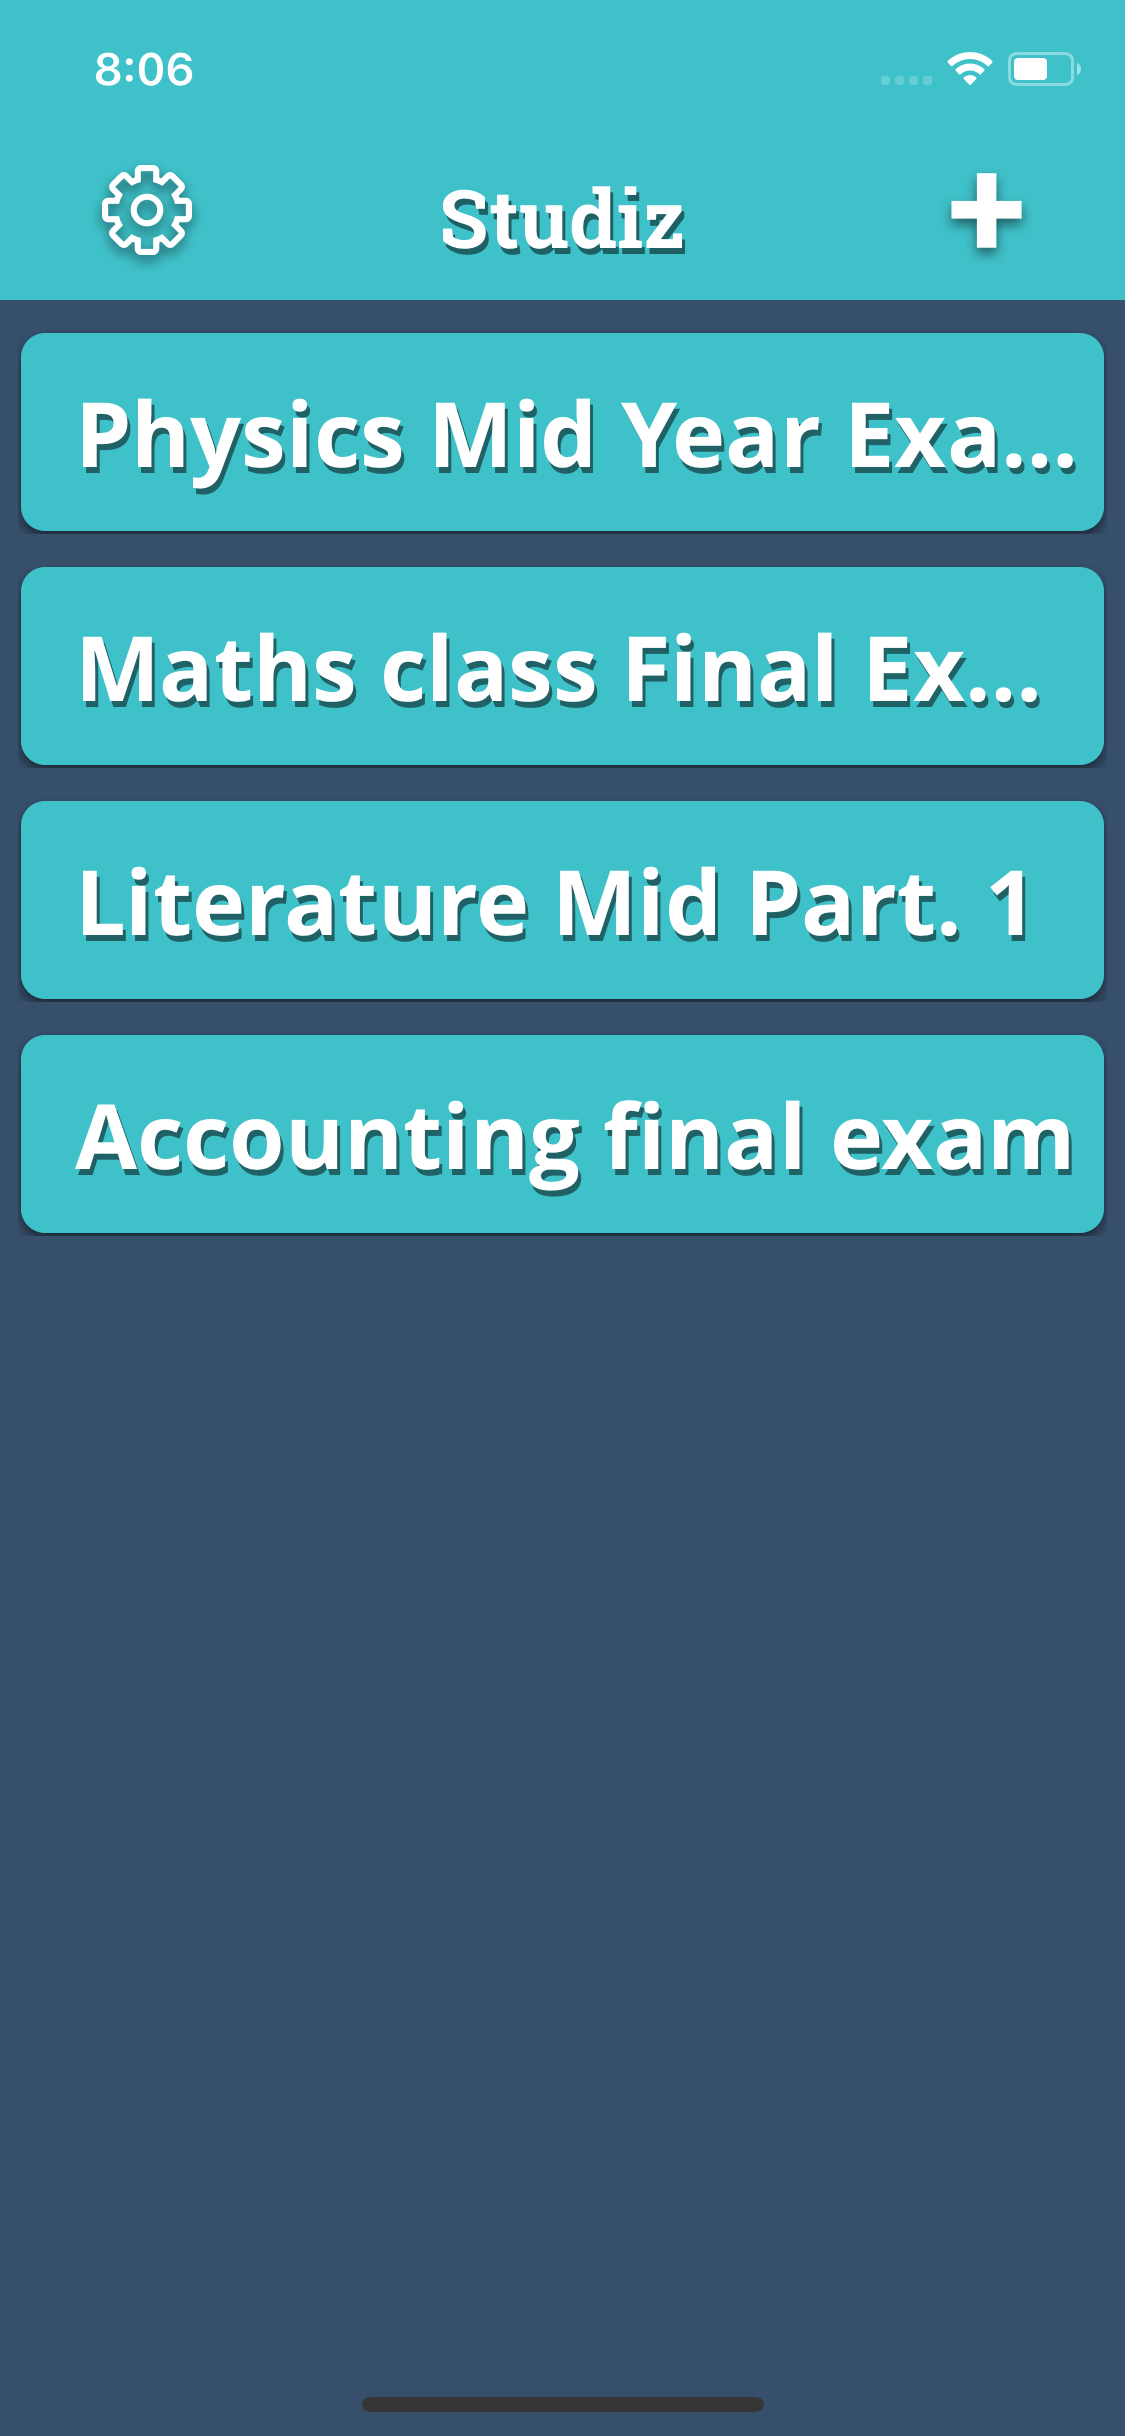 8:06
Studiz
Physics Mid Year Exa...
Maths class Final Ex...
Literature Mid Part. 1
Accounting final exam